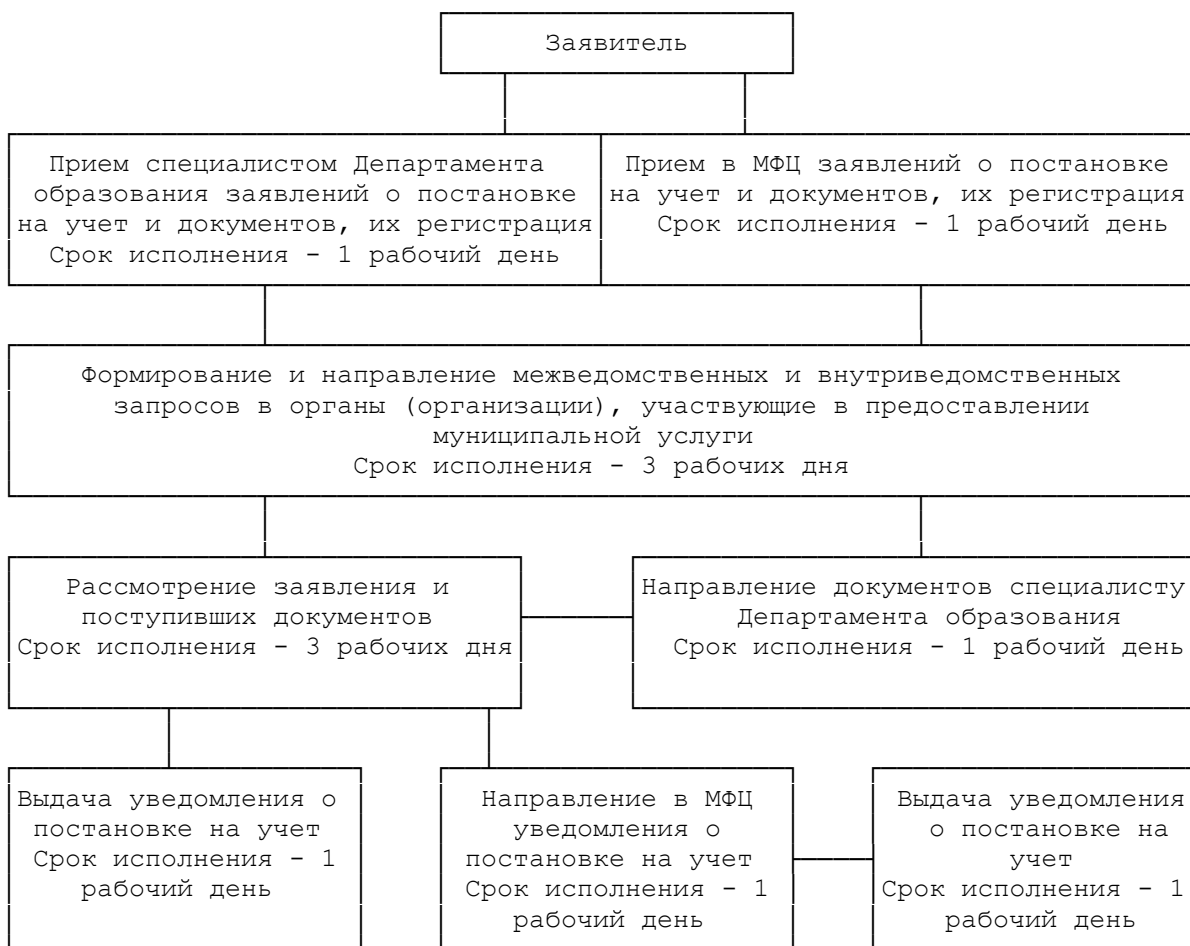 Заявитель
Прием специалистом Департамента
образования заявлений о постановке
на учет и документов, их регистрация
Срок исполнения - 1 рабочий день
Прием в МФЦ заявлений о постановке
на учет и документов, их регистрация
Срок исполнения - 1 рабочий день
Формирование и направление межведомственных и внутриведомственных
запросов в органы (организации), участвующие в предоставлении
муниципальной услуги
Срок исполнения - 3 рабочих дня
Рассмотрение заявления и
поступивших документов
Срок исполнения - 3 рабочих дня
Направление документов специалисту
Департамента образования
Срок исполнения - 1 рабочий день
Выдача уведомления о
постановке на учет
Срок исполнения - 1
рабочий день
Направление в МФЦ
уведомления о
постановке на учет
Срок исполнения - 1
рабочий день
Выдача уведомления
о постановке на
учет
Срок исполнения - 1
рабочий день